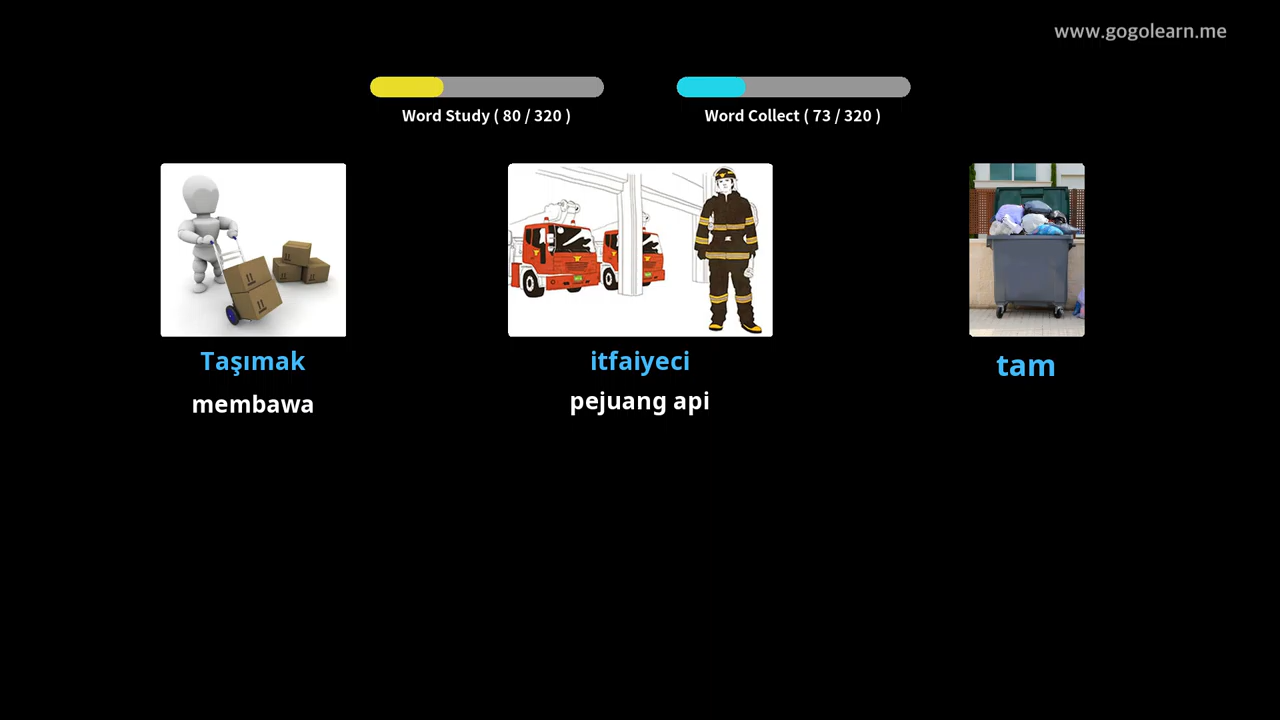 www.gogolearn.me
Word Study ( 80 / 320 )
Word Collect ( 73 / 320 )
Taşımak
membawa
itfaiyeci
pejuang api
tam